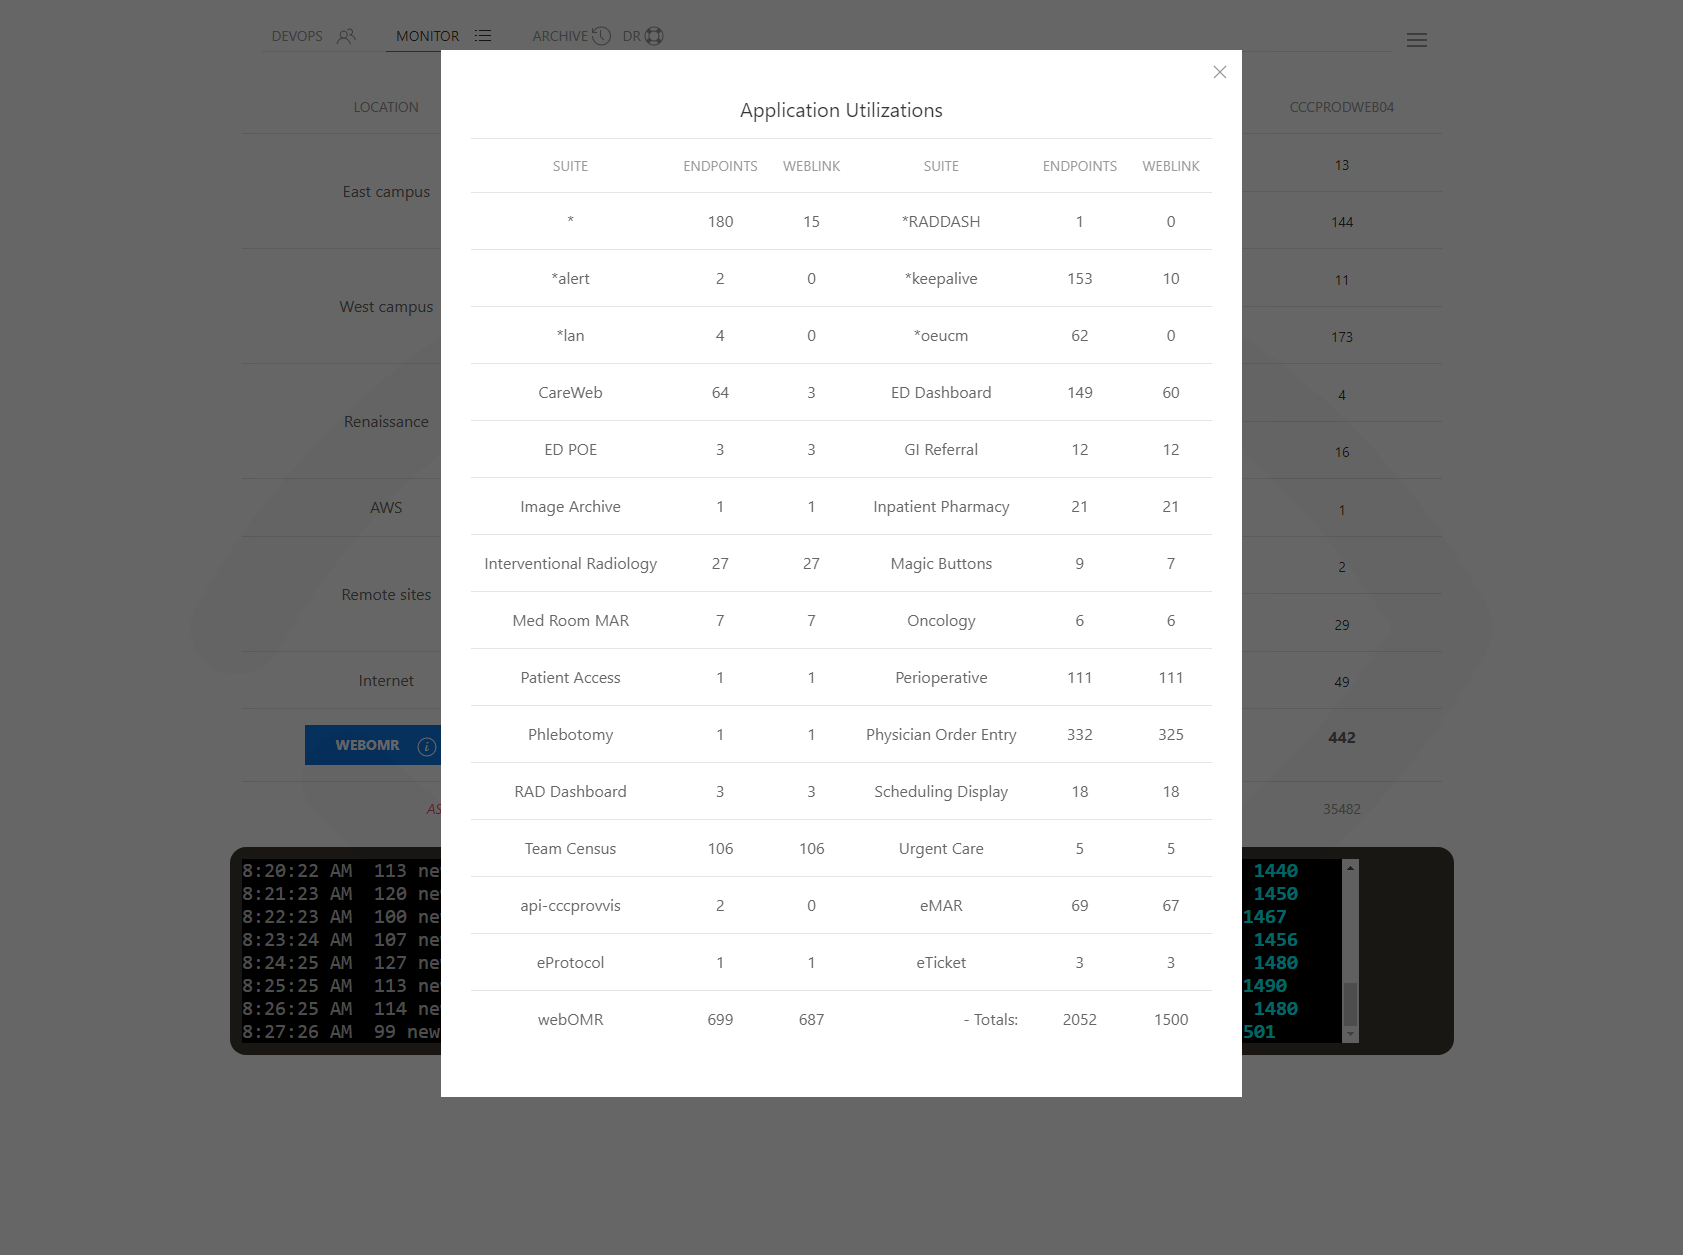 DEVOPS MONITOR ARCHIVE DR
LOCATION CCCPRODWEB04
Application Utilizations
SUITE ENDPOINTS WEBLINK SUITE ENDPOINTS WEBLINK
East campus 13
144
West campus 11
173
Renaissance 4
16
AWS 1
Remote sites 2
29
Internet 49
WEBOMR 442
AS 35482
* 180 15 *RADDASH 1 0
*alert 2 0 *keepalive 153 10
*lan 4 0 *oeucm 62 0
CareWeb 64 3 ED Dashboard 149 60
ED POE 3 3 GI Referral 12 12
Image Archive 1 1 Inpatient Pharmacy 21 21
Interventional Radiology 27 27 Magic Buttons 9 7
Med Room MAR 7 7 Oncology 6 6
Patient Access 1 1 Perioperative 111 111
Phlebotomy 1 1 Physician Order Entry 332 325
RAD Dashboard 3 3 Scheduling Display 18 18
Team Census 106 106 Urgent Care 5 5
api-cccprovvis 2 0 eMAR 69 67
eProtocol 1 1 eTicket 3 3
webOMR 699 687 - Totals: 2052 1500
8:20:22 AM 113 ne 1440
8:21:23 AM 120 ne 1450
8:22:23 AM 100 ne 1467
8:23:24 AM 107 ne 1456
8:24:25 AM 127 ne 1480
8:25:25 AM 113 ne 1490
8:26:25 AM 114 ne 1480
8:27:26 AM 99 new 501